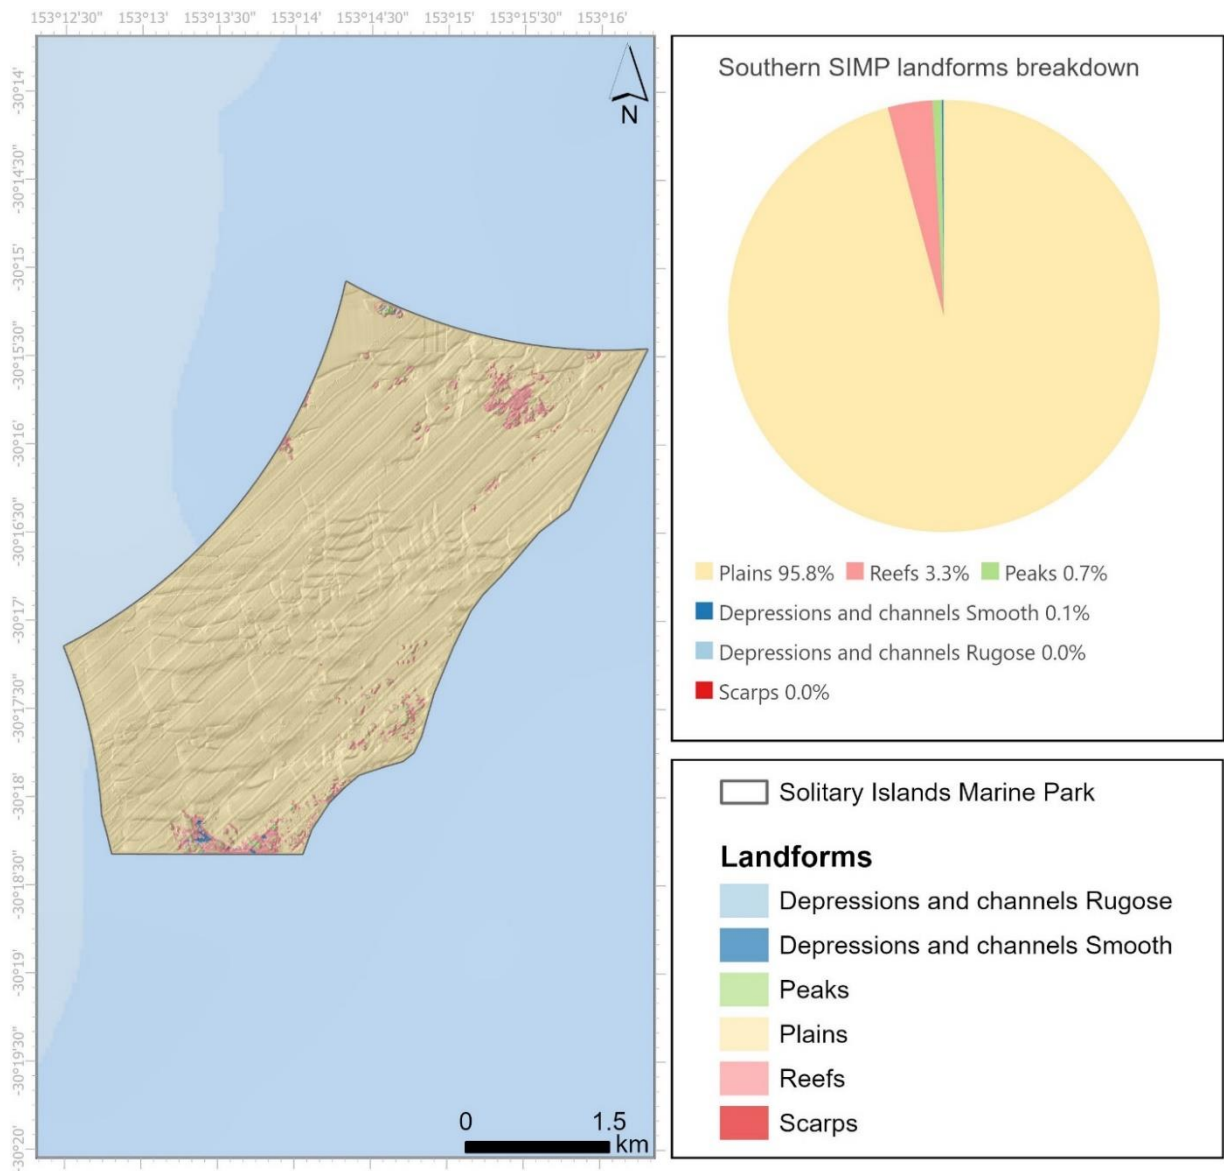 153°12'30" 153°13' 153°13'30" 153°14' 153°14'30" 153°15' 153°15'30" 153°16'
-30°14'
-30°14'30"
-30°15'
-30°15'30"
-30°16'
-30°16'30"
-30°17'
-30°17'30"
-30°18'
-30°18'30"
-30°19'
-30°19'30"
-30°20'
N
0 1.5
km
Southern SIMP landforms breakdown
Plains 95.8% Reefs 3.3% Peaks 0.7%
Depressions and channels Smooth 0.1%
Depressions and channels Rugose 0.0%
Scarps 0.0%
Solitary Islands Marine Park
Landforms
Depressions and channels Rugose
Depressions and channels Smooth
Peaks
Plains
Reefs
Scarps